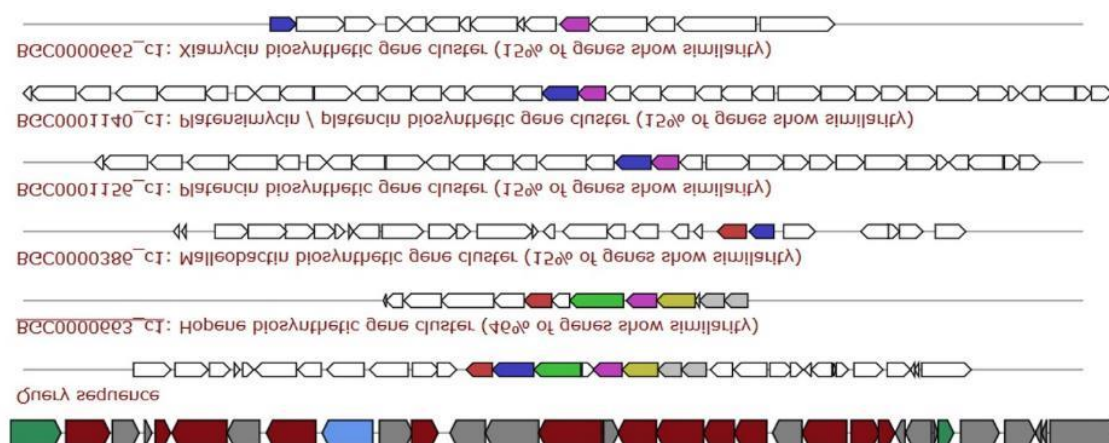 Query sequence
BGC0000663_c1: Hopene biosynthetic gene cluster (46% of genes show similarity)
BGC0000386_c1: Malleobactin biosynthetic gene cluster (15% of genes show similarity)
BGC0001156_c1: Platencin biosynthetic gene cluster (15% of genes show similarity)
BGC0001140_c1: Platensimycin / platencin biosynthetic gene cluster (15% of genes show similarity)
BGC0000666_c1: Xiamycin biosynthetic gene cluster (15% of genes show similarity)